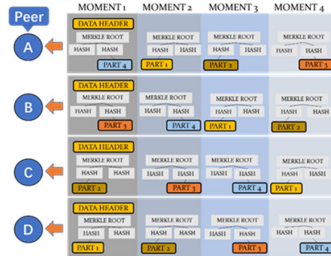 MOMENT 1 MOMENT 2 MOMENT 3 MOMENT 4
Peer
DATA HEADER
A
MERKLE ROOT MERKLE ROOT MERKLE ROOT MERKLE ROOT
HASH HASH HASH HASH HASH HASH HASH HASH
PART 4 PART 1 PART 2 PART 3
DATA HEADER
B
MERKLE ROOT MERKLE ROOT MERKLE ROOT MERKLE ROOT
HASH HASH HASH HASH HASH HASH HASH HASH
PART 3 PART 4 PART 1 PART 2
DATA HEADER
C
MERKLE ROOT MERKLE ROOT MERKLE ROOT MERKLE ROOT
HASH HASH HASH HASH HASH HASH HASH HASH
PART 2 PART 3 PART 4 PART 1
DATA HEADER
D
MERKLE ROOT MERKLE ROOT MERKLE ROOT MERKLE ROOT
HASH HASH HASH HASH HASH HASH HASH HASH
PART 1 PART 2 PART 3 PART 4